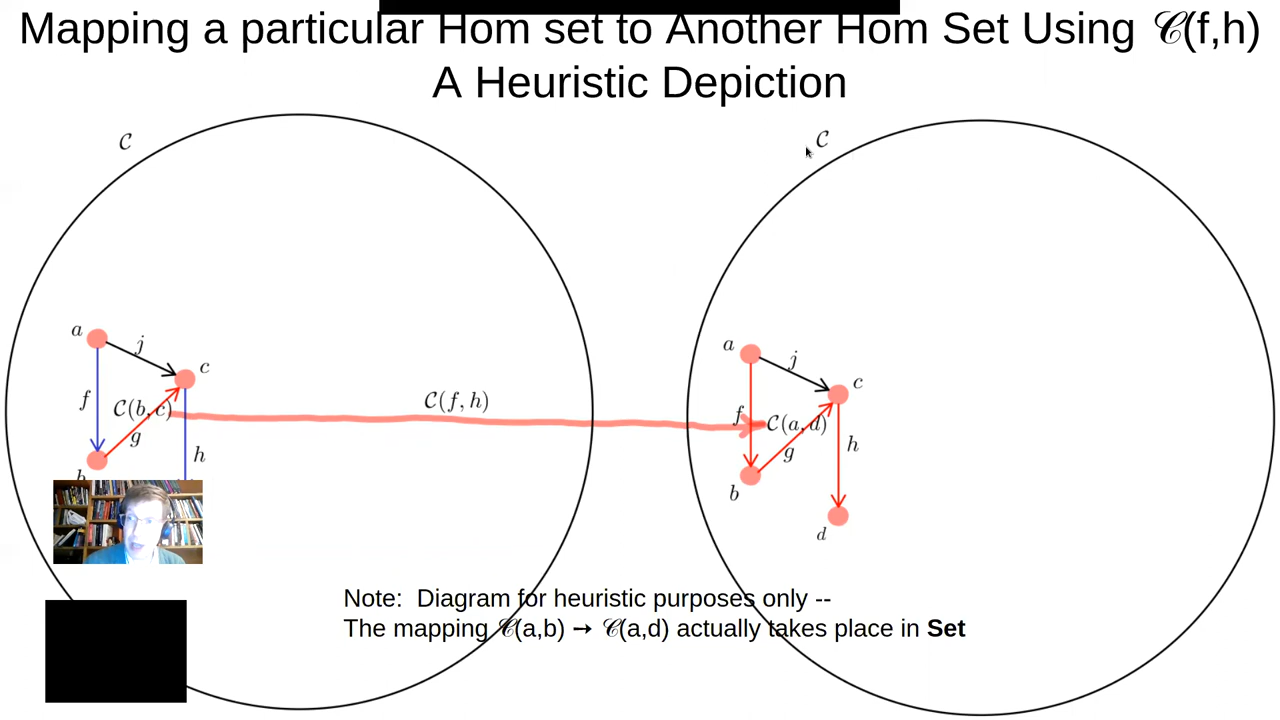 Mapping a particular Hom set to Another Hom Set Using 𝒞(f,h)
A Heuristic Depiction
𝒞
𝒞
a
j
c
f
𝒞(b,c)
g
h
b
𝒞(f,h)
a
j
c
f
𝒞(a,d)
g
h
b
d
Note: Diagram for heuristic purposes only --
The mapping 𝒞(a,b) → 𝒞(a,d) actually takes place in Set